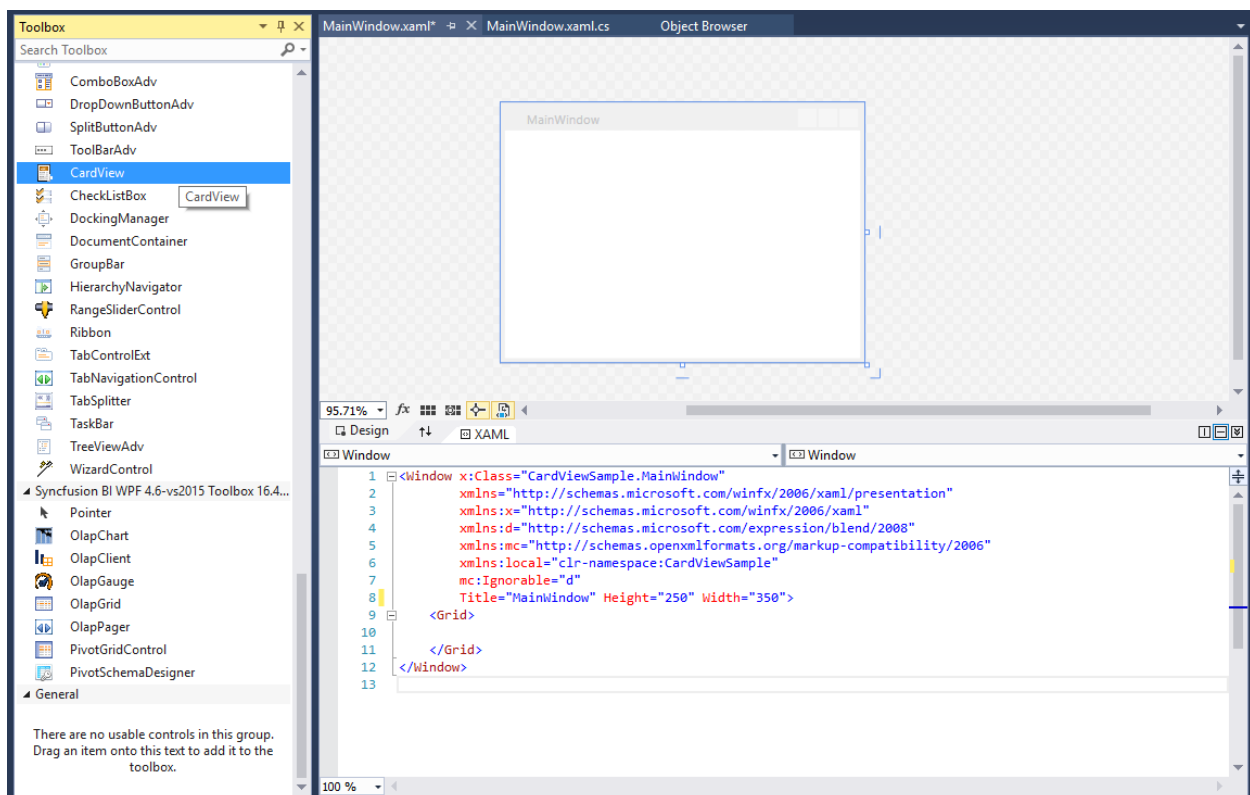 Toolbox
Search Toolbox
ComboBoxAdv
DropDownButtonAdv
SplitButtonAdv
ToolBarAdv
CardView
CheckListBox
CardView
DockingManager
DocumentContainer
GroupBar
HierarchyNavigator
RangeSliderControl
Ribbon
TabControlExt
TabNavigationControl
TabSplitter
TaskBar
TreeViewAdv
WizardControl
Syncfusion BI WPF 4.6-vs2015 Toolbox 16.4...
Pointer
OlapChart
OlapClient
OlapGauge
OlapGrid
OlapPager
PivotGridControl
PivotSchemaDesigner
General
There are no usable controls in this group.
Drag an item onto this text to add it to the
toolbox.
MainWindow.xaml* MainWindow.xaml.cs Object Browser
MainWindow
95.71% fx
Design XAML
Window Window
1 <Window x:Class="CardViewSample.MainWindow"
2 xmlns="http://schemas.microsoft.com/winfx/2006/xaml/presentation"
3 xmlns:x="http://schemas.microsoft.com/winfx/2006/xaml"
4 xmlns:d="http://schemas.microsoft.com/expression/blend/2008"
5 xmlns:mc="http://schemas.openxmlformats.org/markup-compatibility/2006"
6 xmlns:local="clr-namespace:CardViewSample"
7 mc:Ignorable="d"
8 Title="MainWindow" Height="250" Width="350">
9 <Grid>
10
11 </Grid>
12 </Window>
13
100 %